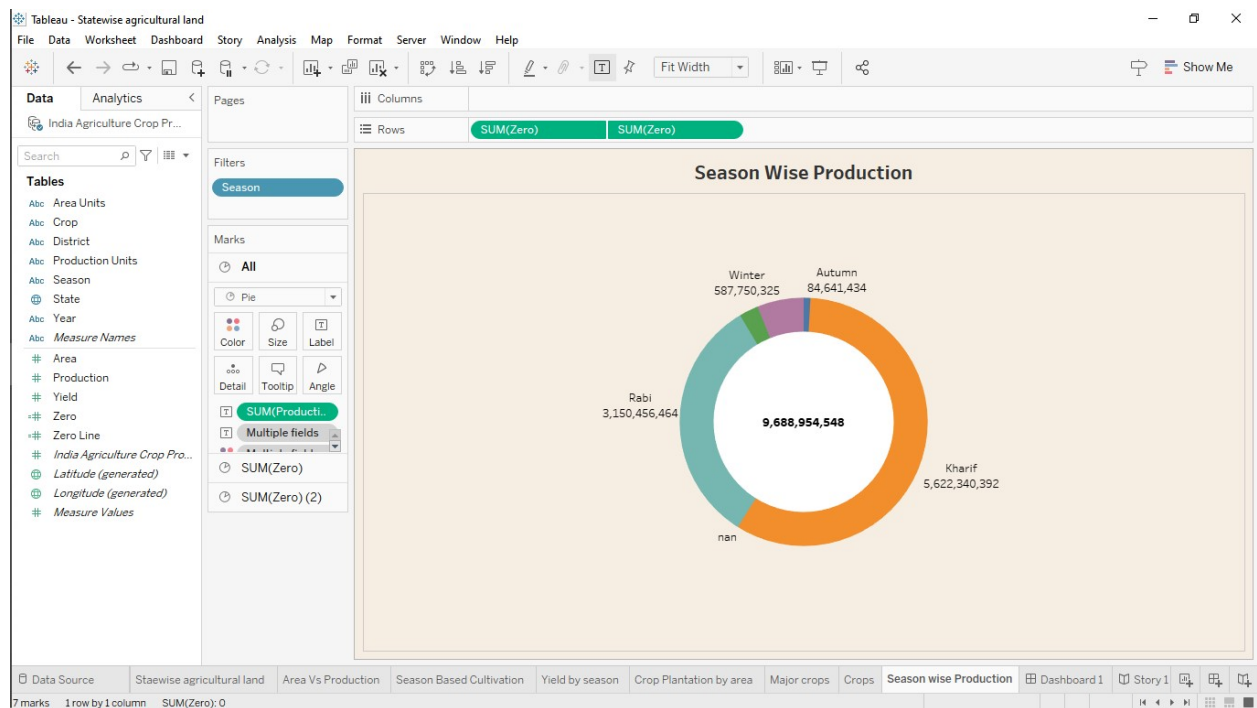 Tableau - Statewise agricultural land
File Data Worksheet Dashboard Story Analysis Map Format Server Window Help
Fit Width
Show Me
Data Analytics
India Agriculture Crop Pr...
Search
Tables
Abc Area Units
Abc Crop
Abc District
Abc Production Units
Abc Season
State
Abc Year
Abc Measure Names
# Area
# Production
# Yield
=# Zero
=# Zero Line
# India Agriculture Crop Pro...
Latitude (generated)
Longitude (generated)
# Measure Values
Pages
Filters
Season
Marks
All
Pie
Color Size Label
Detail Tooltip Angle
SUM(Producti..
Multiple fields
SUM(Zero)
SUM(Zero) (2)
Columns
Rows SUM(Zero) SUM(Zero)
Season Wise Production
Winter
587,750,325
Autumn
84,641,434
Rabi
3,150,456,464
9,688,954,548
Kharif
5,622,340,392
nan
Data Source Staewise agricultural land Area Vs Production Season Based Cultivation Yield by season Crop Plantation by area Major crops Crops Season wise Production Dashboard 1 Story 1
7 marks 1 row by 1 column SUM(Zero): 0